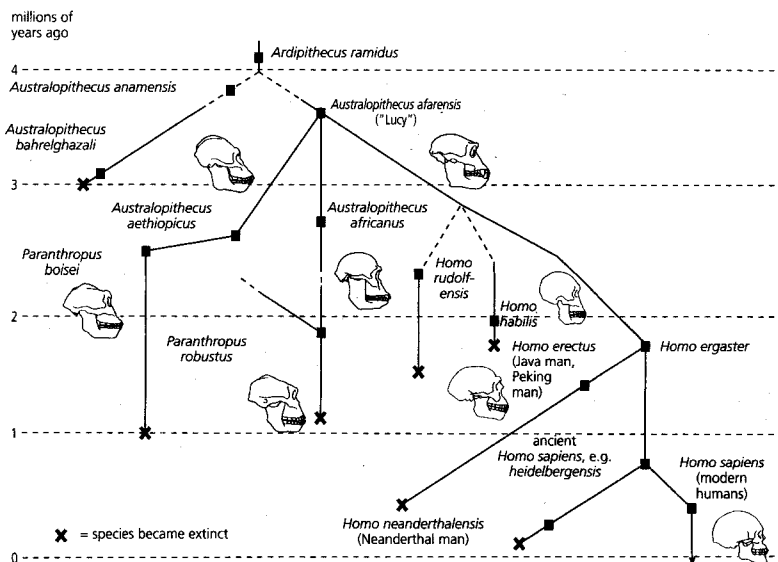 millions of
years ago
Ardipithecus ramidus
4
Australopithecus anamensis
Australopithecus afarensis
("Lucy")
Australopithecus
bahrelghazali
3
Australopithecus
aethiopicus
Australopithecus
africanus
Paranthropus
boisei
Homo
rudolf-
ensis
Homo
habilis
2
Paranthropus
robustus
Homo erectus
(Java man,
Peking
man)
Homo ergaster
1
ancient
Homo sapiens, e.g.
heidelbergensis
Homo sapiens
(modern
humans)
Homo neanderthalensis
(Neanderthal man)
x = species became extinct
0